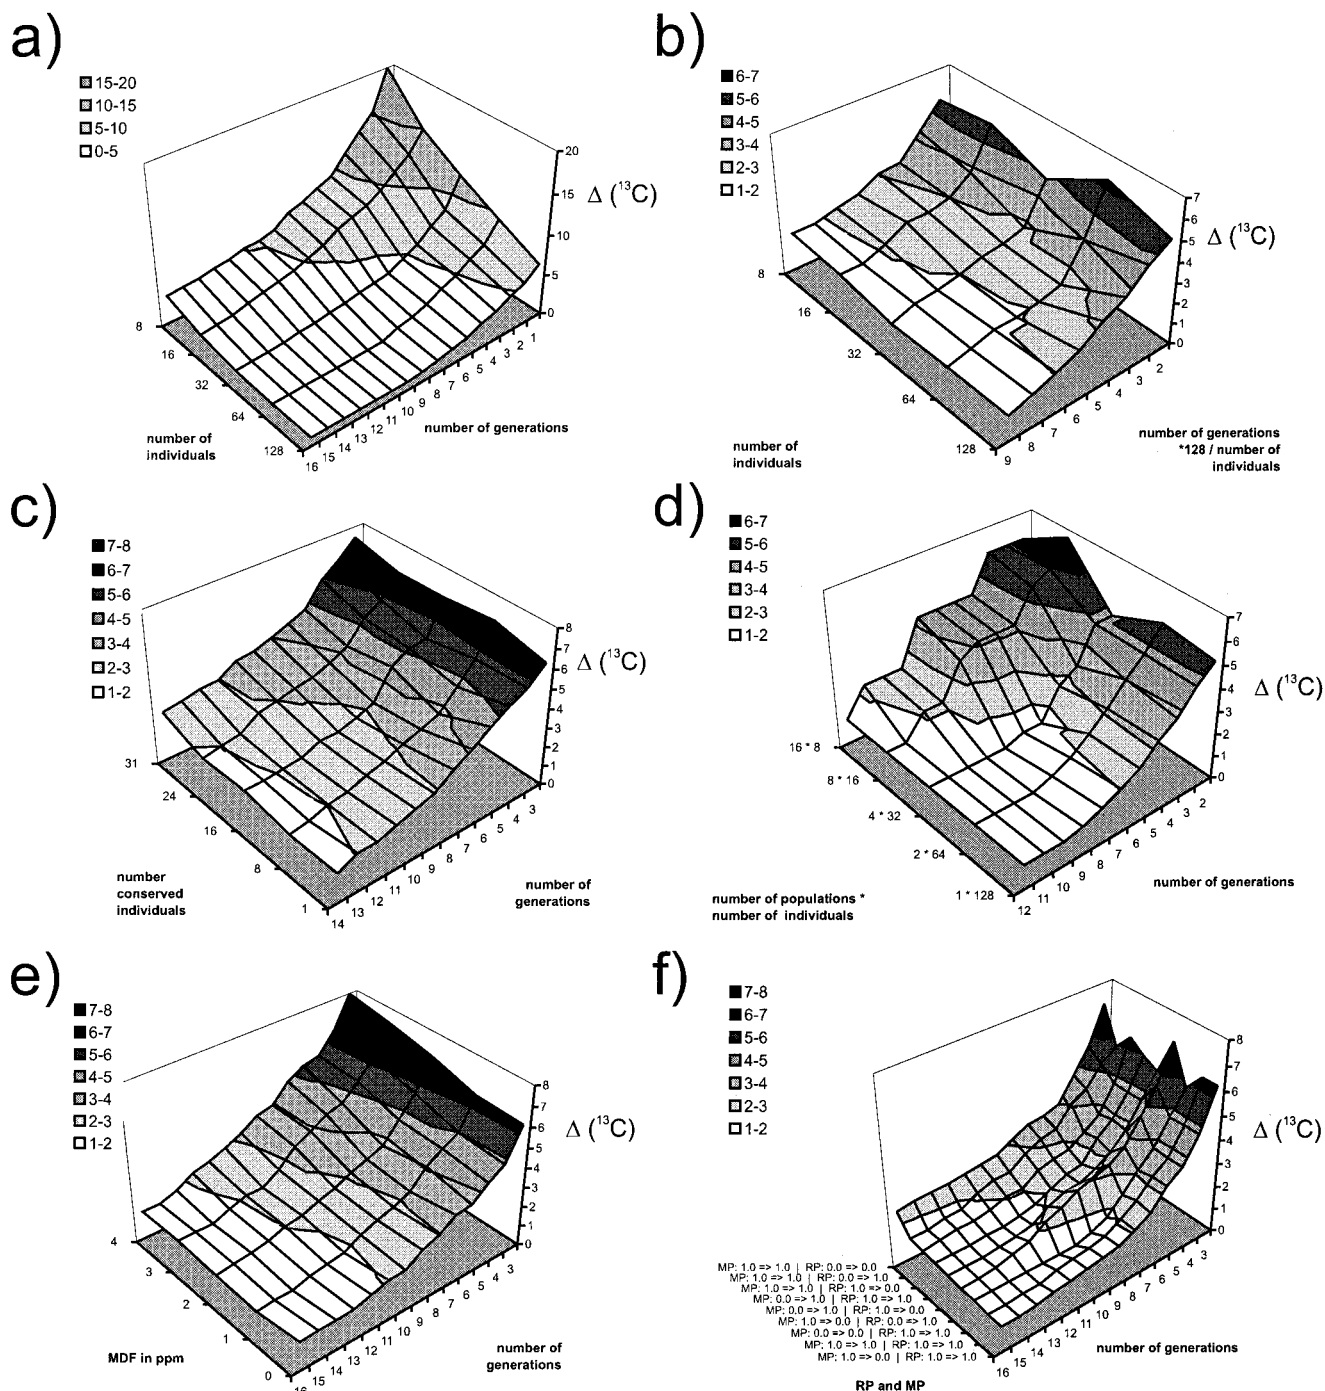 a)
15-20
10-15
5-10
0-5
20
15
10
5
0
Δ (¹³C)
8
16
32
64
128
number of
individuals
16 15 14 13 12 11 10 9 8 7 6 5 4 3 2 1
number of generations
b)
6-7
5-6
4-5
3-4
2-3
1-2
7
6
5
4
3
2
1
0
Δ (¹³C)
8
16
32
64
128
number of
individuals
9 8 7 6 5 4 3 2
number of generations
*128 / number of
individuals
c)
7-8
6-7
5-6
4-5
3-4
2-3
1-2
8
7
6
5
4
3
2
1
0
Δ (¹³C)
31
24
16
8
1
number
conserved
individuals
14 13 12 11 10 9 8 7 6 5 4 3
number of
generations
d)
6-7
5-6
4-5
3-4
2-3
1-2
7
6
5
4
3
2
1
0
Δ (¹³C)
16 * 8
8 * 16
4 * 32
2 * 64
1 * 128
number of populations *
number of individuals
12 11 10 9 8 7 6 5 4 3 2
number of generations
e)
7-8
6-7
5-6
4-5
3-4
2-3
1-2
8
7
6
5
4
3
2
1
0
Δ (¹³C)
4
3
2
1
0
MDF in ppm
16 15 14 13 12 11 10 9 8 7 6 5 4 3
number of
generations
f)
7-8
6-7
5-6
4-5
3-4
2-3
1-2
8
7
6
5
4
3
2
1
0
Δ (¹³C)
MP: 1.0 => 1.0 | RP: 0.0 => 0.0
MP: 1.0 => 1.0 | RP: 0.0 => 1.0
MP: 1.0 => 1.0 | RP: 1.0 => 0.0
MP: 0.0 => 1.0 | RP: 1.0 => 1.0
MP: 0.0 => 1.0 | RP: 1.0 => 0.0
MP: 1.0 => 0.0 | RP: 0.0 => 1.0
MP: 0.0 => 0.0 | RP: 1.0 => 1.0
MP: 1.0 => 1.0 | RP: 1.0 => 1.0
MP: 1.0 => 0.0 | RP: 1.0 => 1.0
RP and MP
16 15 14 13 12 11 10 9 8 7 6 5 4 3
number of generations